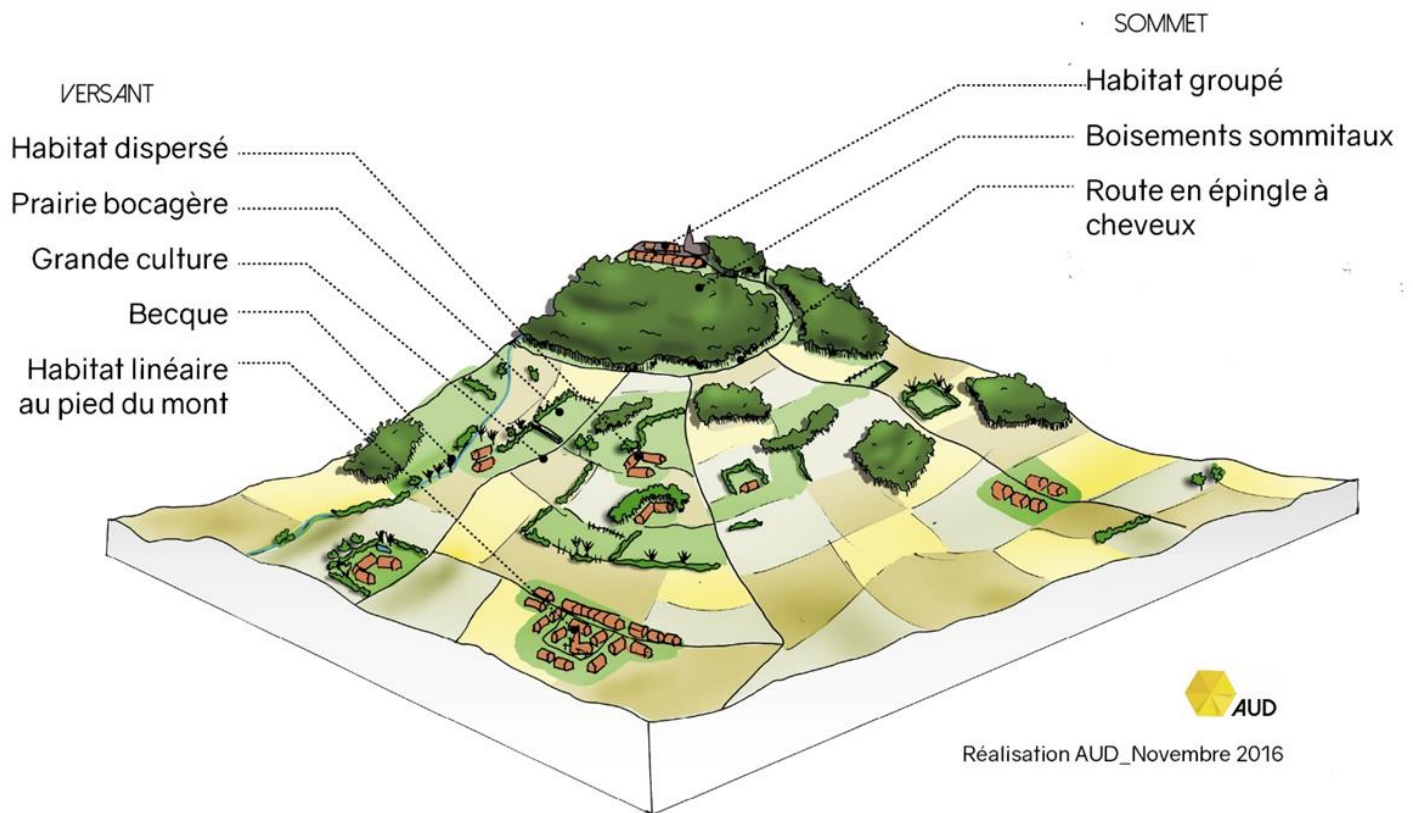 VERSANT
Habitat dispersé
Prairie bocagère
Grande culture
Becque
Habitat linéaire
au pied du mont
SOMMET
Habitat groupé
Boisements sommitaux
Route en épingle à
cheveux
AUD
Réalisation AUD_Novembre 2016